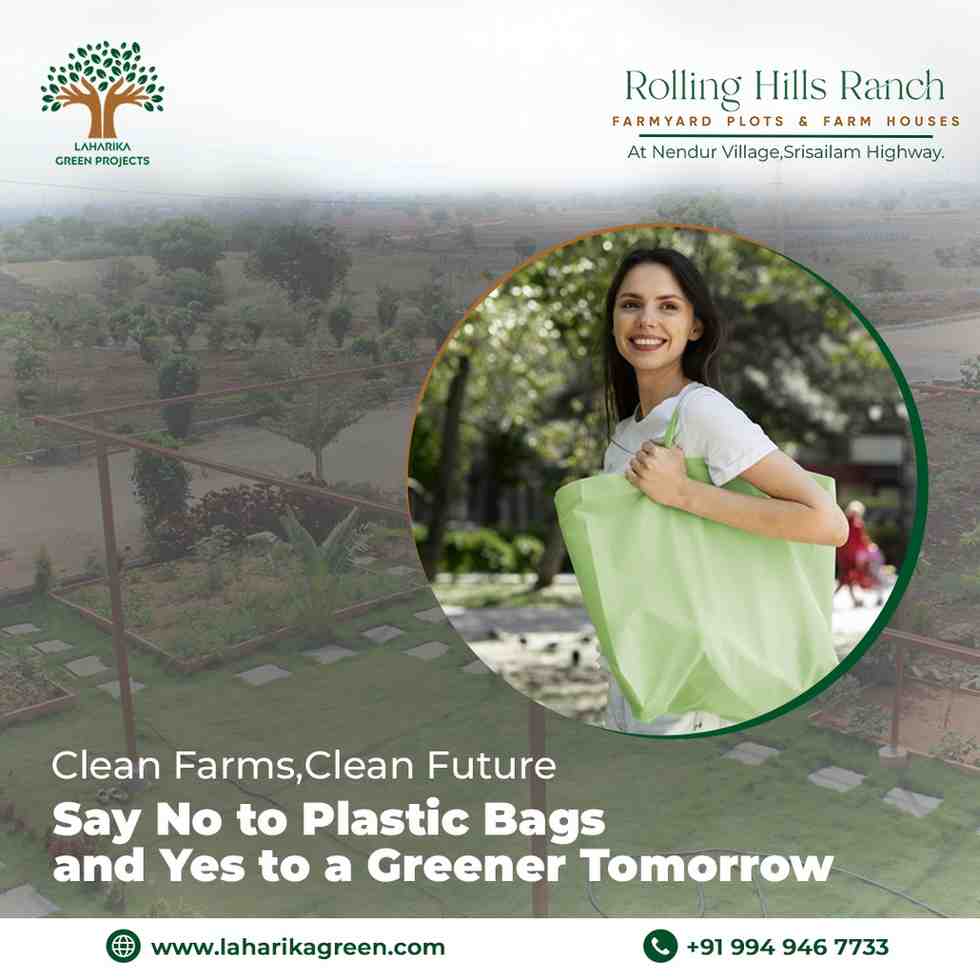 LAHARIKA
GREEN PROJECTS
Rolling Hills Ranch
FARMYARD PLOTS & FARM HOUSES
At Nendur Village,Srisailam Highway.
Clean Farms,Clean Future
Say No to Plastic Bags
and Yes to a Greener Tomorrow
www.laharikagreen.com
+91 994 946 7733